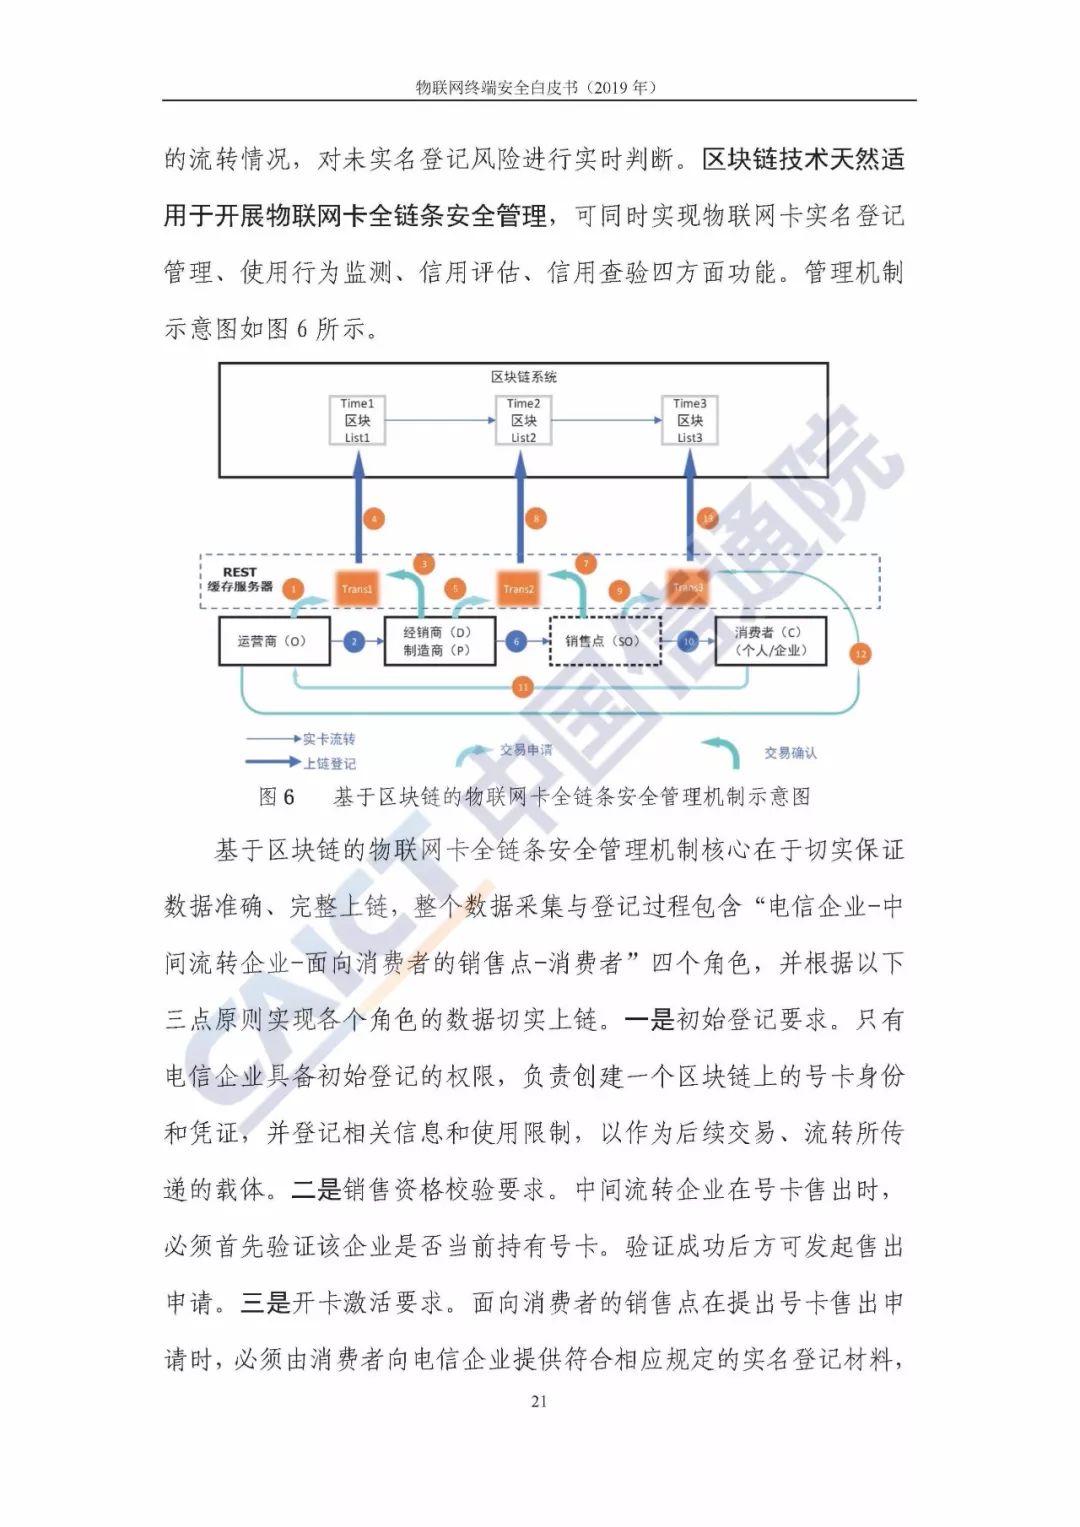 物联网终端安全白皮书（2019 年）
的流转情况，对未实名登记风险进行实时判断。区块链技术天然适
用于开展物联网卡全链条安全管理，可同时实现物联网卡实名登记
管理、使用行为监测、信用评估、信用查验四方面功能。管理机制
示意图如图 6 所示。
区块链系统
Time1
区块
List1
Time2
区块
List2
Time3
区块
List3
4
8
13
REST
缓存服务器
1
Trans1
3
5
Trans2
7
9
Trans3
运营商（O）
2
经销商（D）
制造商（P）
6
销售点（SO）
10
消费者（C）
（个人/企业）
12
11
实卡流转
上链登记
交易申请
交易确认
图 6 基于区块链的物联网卡全链条安全管理机制示意图
基于区块链的物联网卡全链条安全管理机制核心在于切实保证
数据准确、完整上链，整个数据采集与登记过程包含“电信企业-中
间流转企业-面向消费者的销售点-消费者”四个角色，并根据以下
三点原则实现各个角色的数据切实上链。一是初始登记要求。只有
电信企业具备初始登记的权限，负责创建一个区块链上的号卡身份
和凭证，并登记相关信息和使用限制，以作为后续交易、流转所传
递的载体。二是销售资格校验要求。中间流转企业在号卡售出时，
必须首先验证该企业是否当前持有号卡。验证成功后方可发起售出
申请。三是开卡激活要求。面向消费者的销售点在提出号卡售出申
请时，必须由消费者向电信企业提供符合相应规定的实名登记材料，
21
CAICT 中国信通院